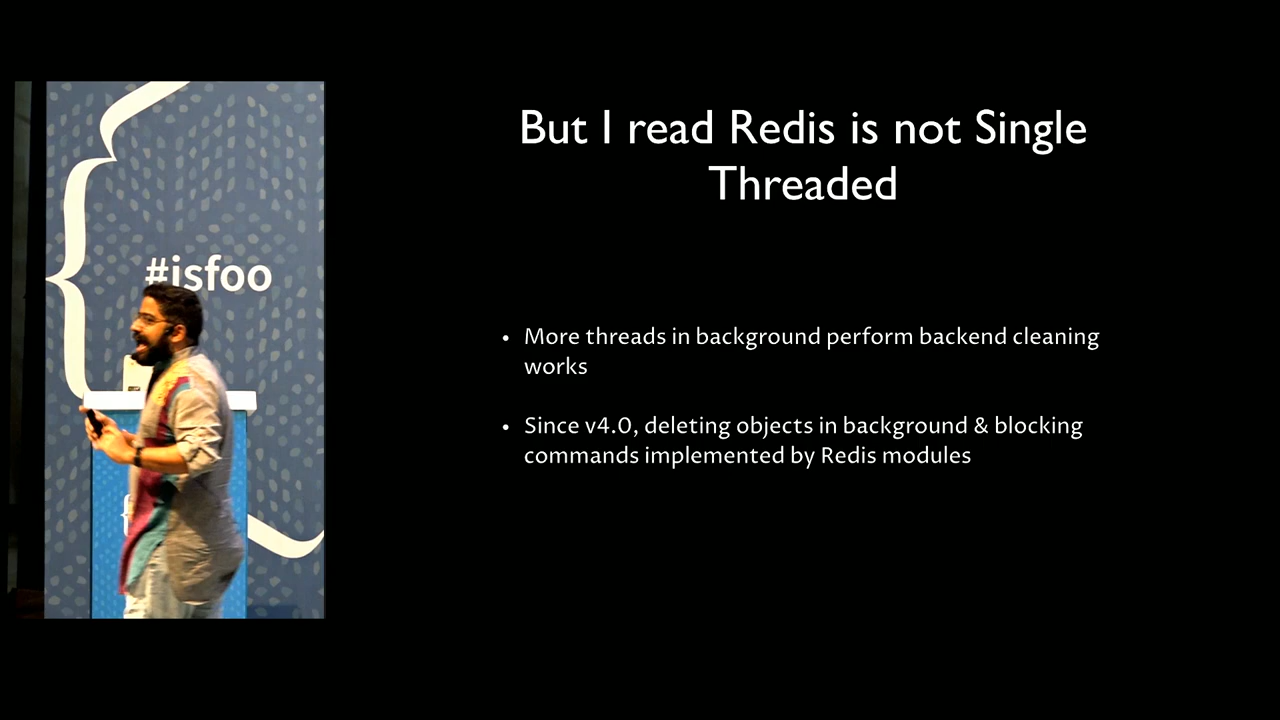 But I read Redis is not Single
Threaded
#isfoo
• More threads in background perform backend cleaning
works
• Since v4.0, deleting objects in background & blocking
commands implemented by Redis modules